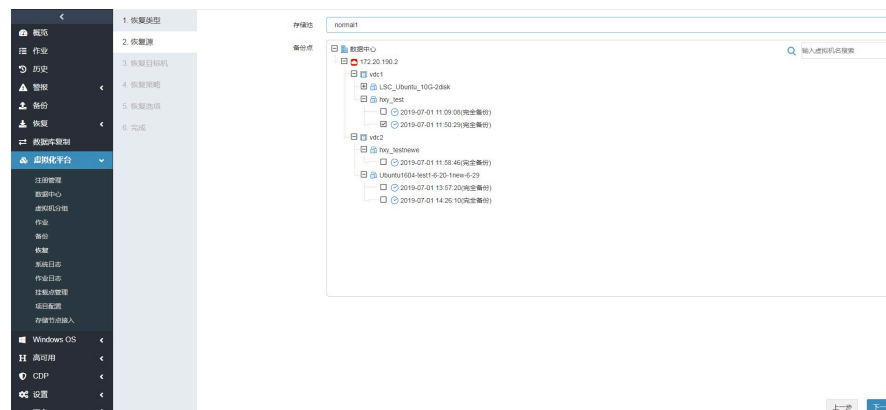 概览
作业
历史
警报
备份
恢复
数据库复制
虚拟化平台
注册管理
数据中心
虚拟机分组
作业
备份
恢复
系统日志
作业日志
挂载点管理
项目配置
存储节点接入
Windows OS
高可用
CDP
设置
1. 恢复类型
2. 恢复源
3. 恢复目标机
4. 恢复策略
5. 恢复选项
6. 完成
存储池
normal1
备份点
数据中心
输入虚拟机名搜索
172.20.190.2
vdc1
LSC_Ubuntu_10G-2disk
hxy_test
2019-07-01 11:09:08(完全备份)
2019-07-01 11:50:29(完全备份)
vdc2
hxy_testnewe
2019-07-01 11:58:46(完全备份)
Ubuntu1604-test1-6-20-1new-6-29
2019-07-01 13:57:20(完全备份)
2019-07-01 14:26:10(完全备份)
上一步
下一